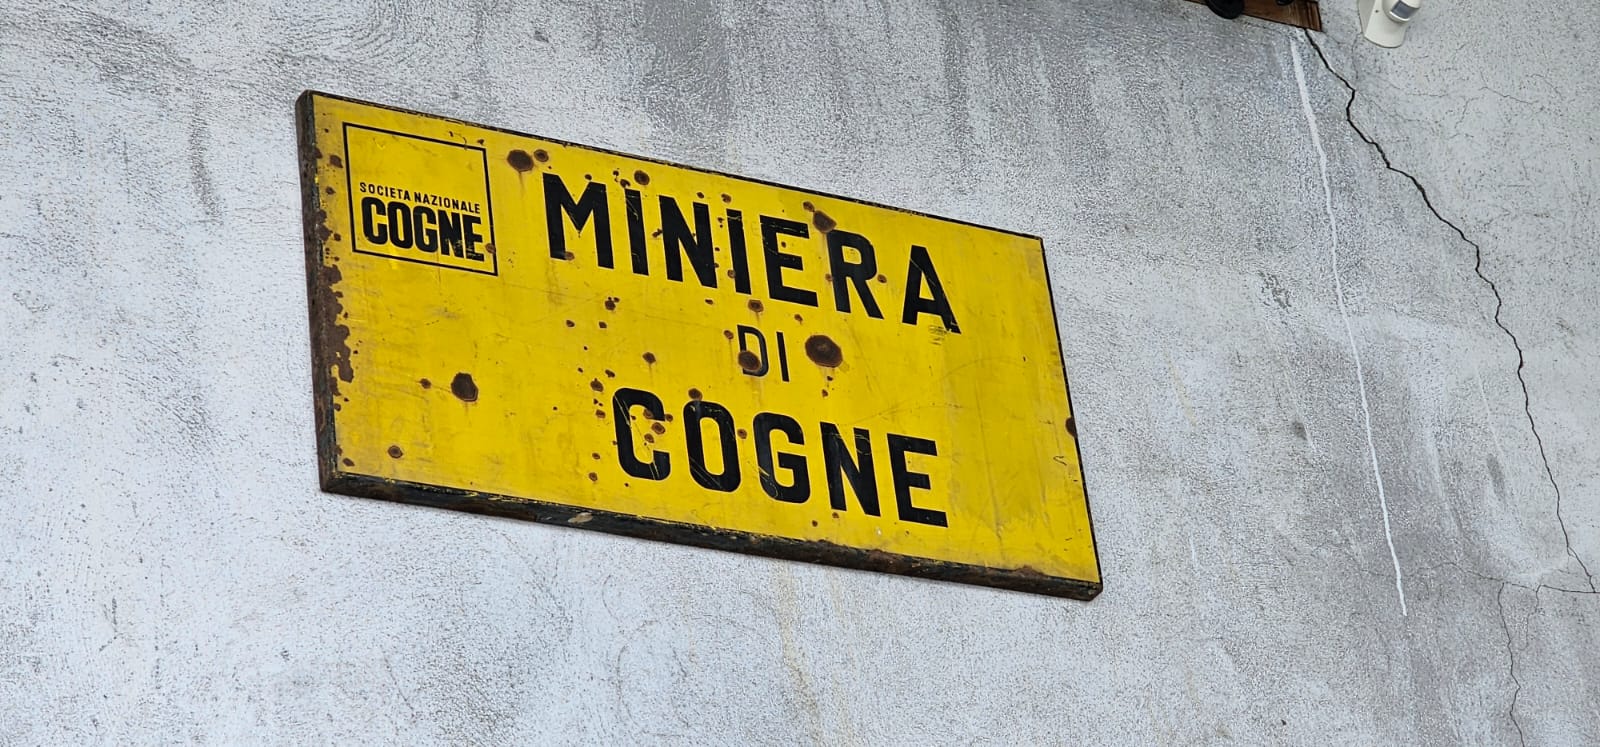 SOCIETA NAZIONALE
COGNE
MINIERA
DI
COGNE